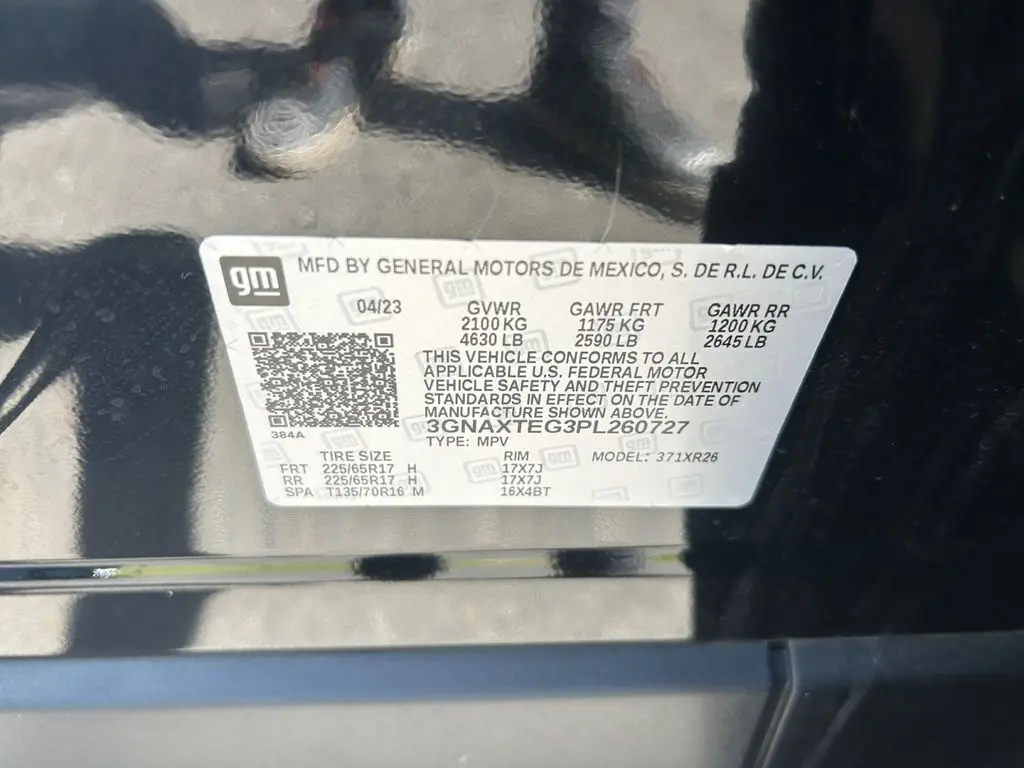 gm
MFD BY GENERAL MOTORS DE MEXICO, S. DE R.L. DE C.V.
04/23 GVWR GAWR FRT GAWR RR
2100 KG 1175 KG 1200 KG
4630 LB 2590 LB 2645 LB
THIS VEHICLE CONFORMS TO ALL
APPLICABLE U.S. FEDERAL MOTOR
VEHICLE SAFETY AND THEFT PREVENTION
STANDARDS IN EFFECT ON THE DATE OF
MANUFACTURE SHOWN ABOVE.
384A
3GNAXTEG3PL260727
TYPE: MPV
TIRE SIZE RIM MODEL: 371XR26
FRT 225/65R17 H 17X7J
RR 225/65R17 H 17X7J
SPA T135/70R16 M 16X4BT